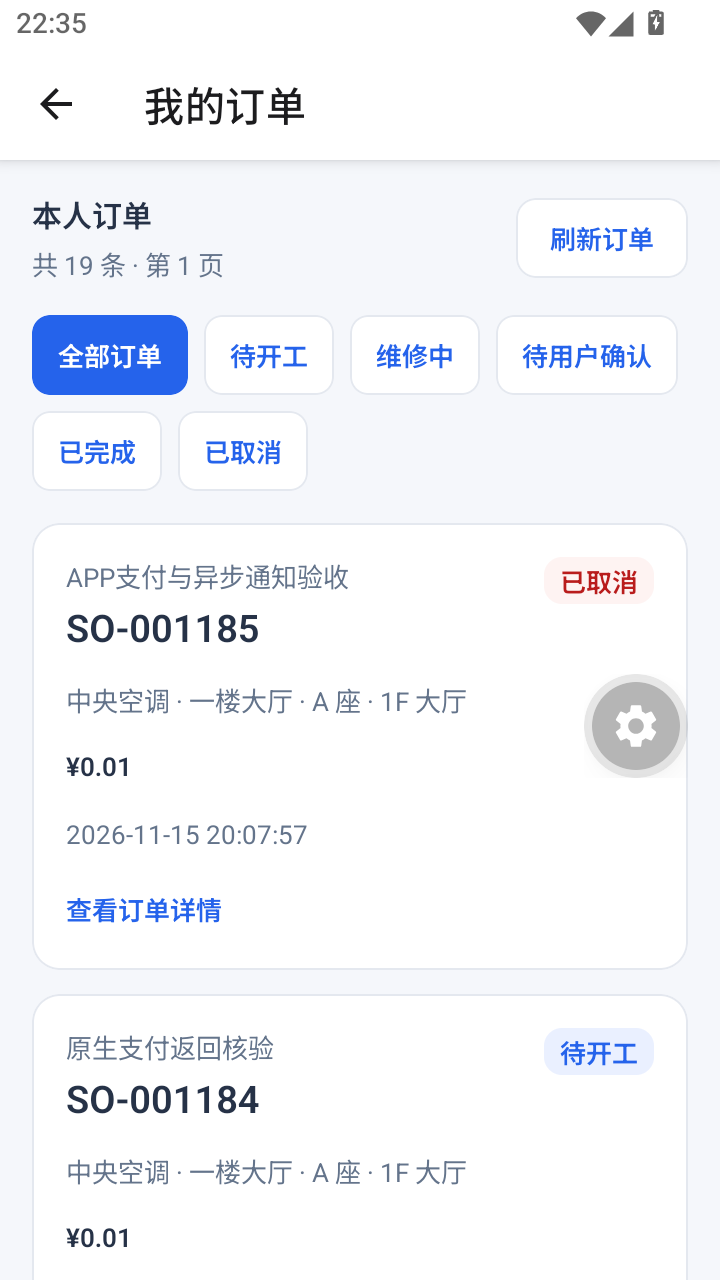 22:35
我的订单
本人订单
共 19 条 · 第 1 页
刷新订单
全部订单
待开工
维修中
待用户确认
已完成
已取消
APP支付与异步通知验收
已取消
SO-001185
中央空调 · 一楼大厅 · A 座 · 1F 大厅
¥0.01
2026-11-15 20:07:57
查看订单详情
原生支付返回核验
待开工
SO-001184
中央空调 · 一楼大厅 · A 座 · 1F 大厅
¥0.01